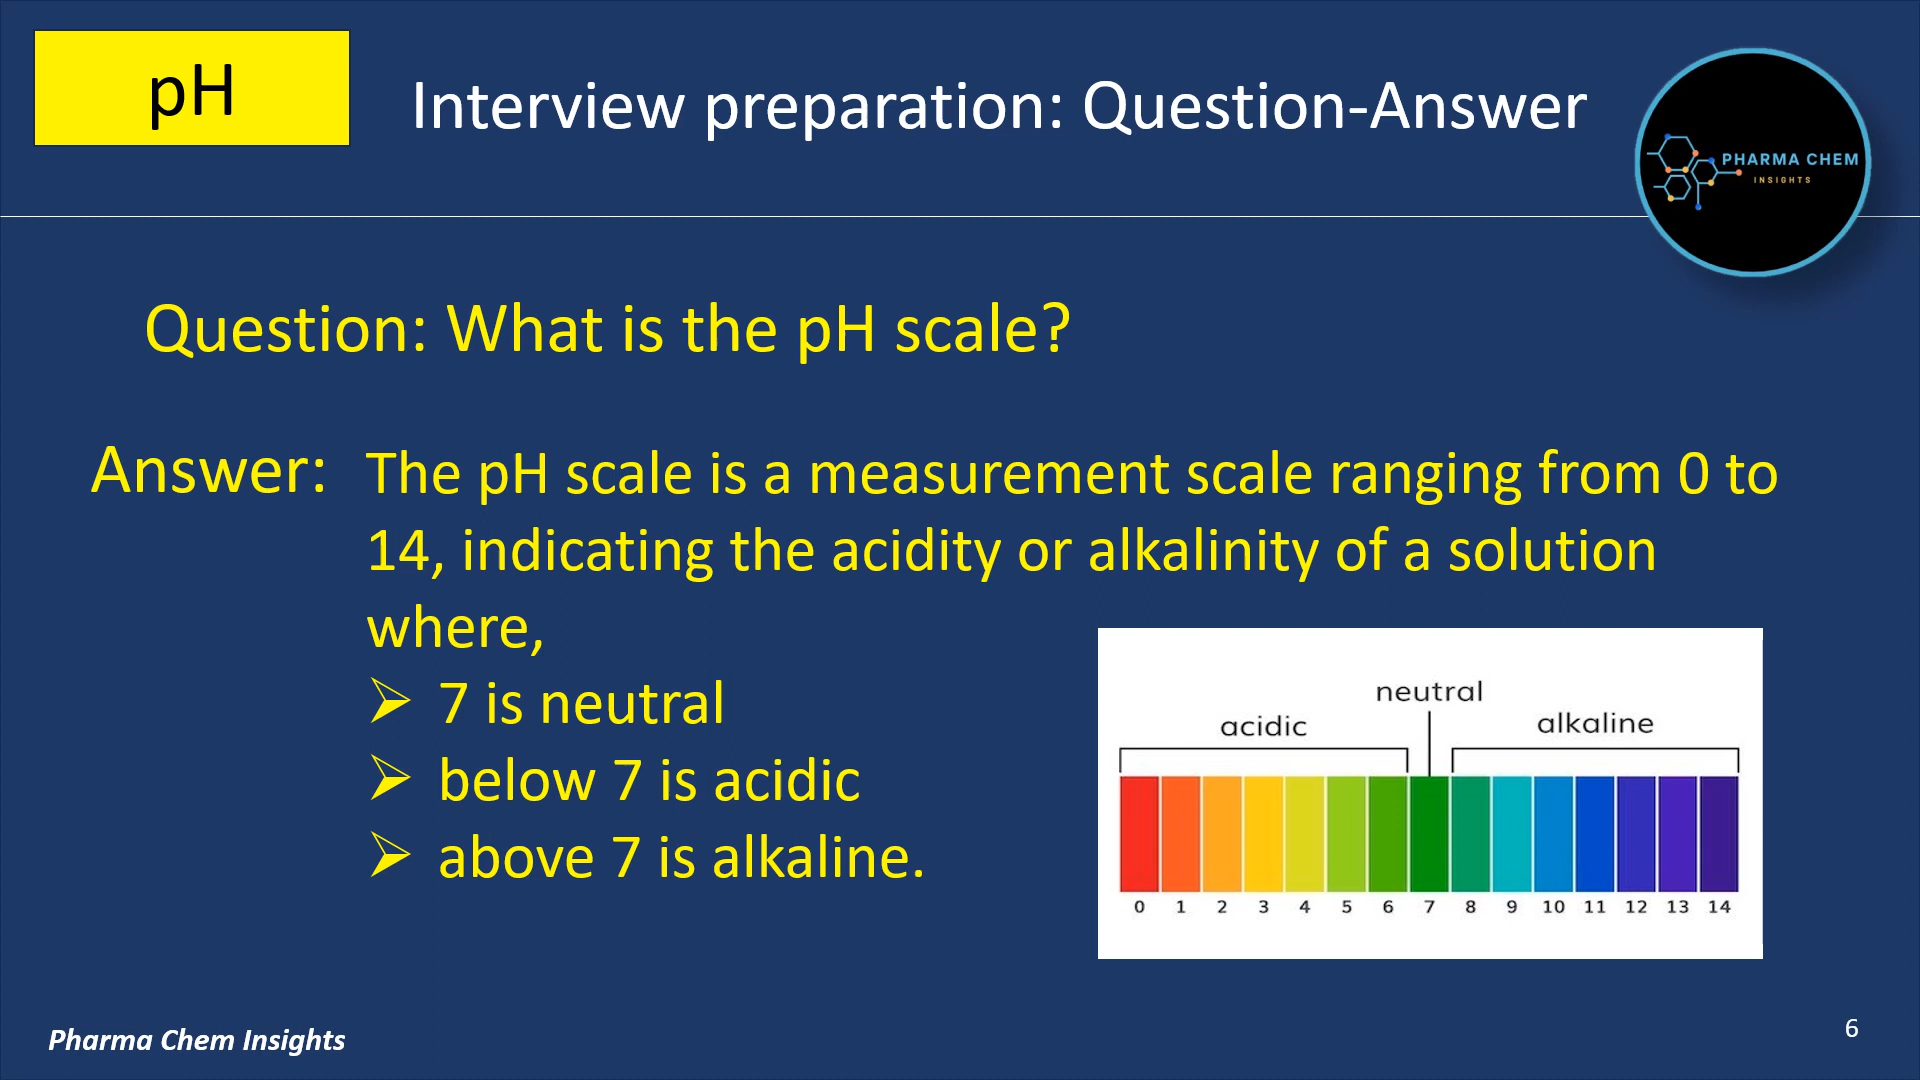 pH
Interview preparation: Question-Answer
PHARMA CHEM
INSIGHTS
Question: What is the pH scale?
Answer: The pH scale is a measurement scale ranging from 0 to
14, indicating the acidity or alkalinity of a solution
where,
➢ 7 is neutral
➢ below 7 is acidic
➢ above 7 is alkaline.
neutral
acidic
alkaline
0 1 2 3 4 5 6 7 8 9 10 11 12 13 14
Pharma Chem Insights
6